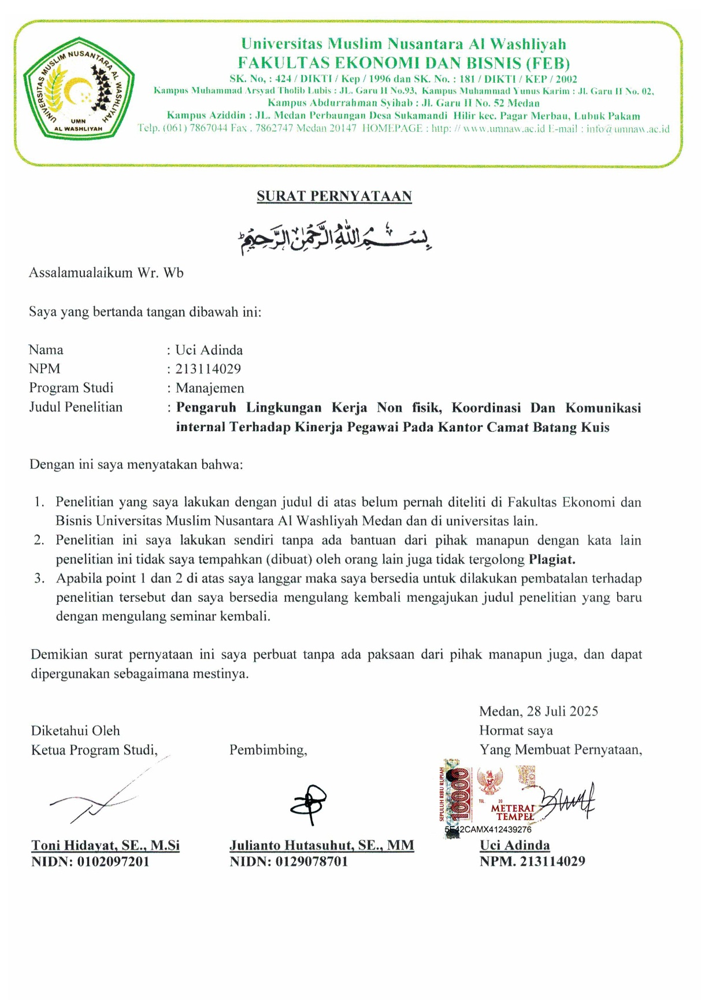 UNIVERSITAS MUSLIM NUSANTARA AL WASHLIYAH
UMN
AL WASHLIYAH
Universitas Muslim Nusantara Al Washliyah
FAKULTAS EKONOMI DAN BISNIS (FEB)
SK. No, : 424 / DIKTI / Kep / 1996 dan SK. No. : 181 / DIKTI / KEP / 2002
Kampus Muhammad Arsyad Tholib Lubis : JL. Garu II No.93, Kampus Muhammad Yunus Karim : Jl. Garu II No. 02,
Kampus Abdurrahman Syihab : Jl. Garu II No. 52 Medan
Kampus Aziddin : JL. Medan Perbaungan Desa Sukamandi Hilir kec. Pagar Merbau, Lubuk Pakam
Telp. (061) 7867044 Fax . 7862747 Medan 20147 HOMEPAGE : http: // www.umnaw.ac.id E-mail : info@umnaw.ac.id
SURAT PERNYATAAN
بِسْمِ اللَّهِ الرَّحْمَٰنِ الرَّحِيمِ
Assalamualaikum Wr. Wb
Saya yang bertanda tangan dibawah ini:
Nama : Uci Adinda
NPM : 213114029
Program Studi : Manajemen
Judul Penelitian : Pengaruh Lingkungan Kerja Non fisik, Koordinasi Dan Komunikasi
internal Terhadap Kinerja Pegawai Pada Kantor Camat Batang Kuis
Dengan ini saya menyatakan bahwa:
1. Penelitian yang saya lakukan dengan judul di atas belum pernah diteliti di Fakultas Ekonomi dan
Bisnis Universitas Muslim Nusantara Al Washliyah Medan dan di universitas lain.
2. Penelitian ini saya lakukan sendiri tanpa ada bantuan dari pihak manapun dengan kata lain
penelitian ini tidak saya tempahkan (dibuat) oleh orang lain juga tidak tergolong Plagiat.
3. Apabila point 1 dan 2 di atas saya langgar maka saya bersedia untuk dilakukan pembatalan terhadap
penelitian tersebut dan saya bersedia mengulang kembali mengajukan judul penelitian yang baru
dengan mengulang seminar kembali.
Demikian surat pernyataan ini saya perbuat tanpa ada paksaan dari pihak manapun juga, dan dapat
dipergunakan sebagaimana mestinya.
Medan, 28 Juli 2025
Diketahui Oleh Hormat saya
Ketua Program Studi, Pembimbing, Yang Membuat Pernyataan,
SEPULUH RIBU RUPIAH
10000
TGL. 20
METERAI
TEMPEL
5E42CAMX412439276
Toni Hidayat, SE., M.Si Julianto Hutasuhut, SE., MM Uci Adinda
NIDN: 0102097201 NIDN: 0129078701 NPM. 213114029